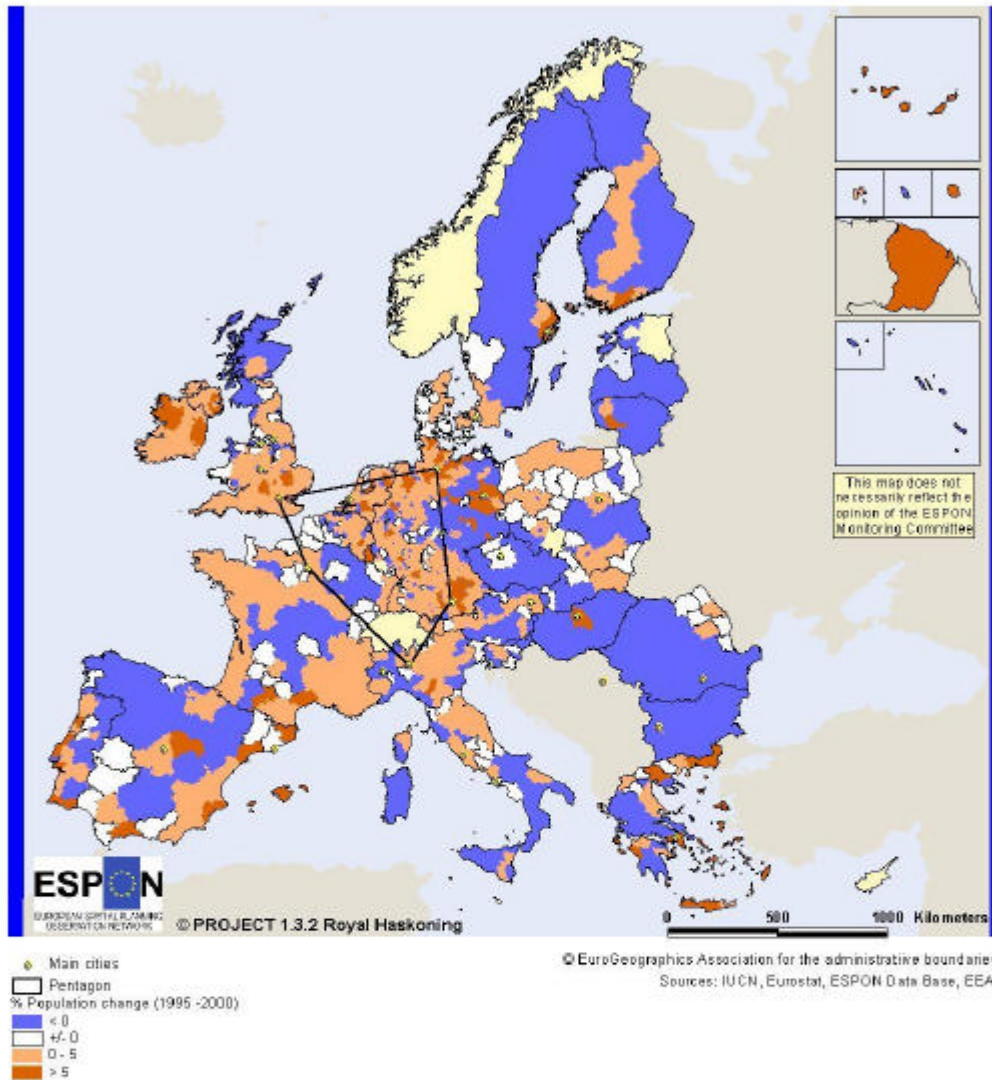 This map does not
necessarily reflect the
opinion of the ESPON
Monitoring Committee
ESPON
EUROPEAN SPATIAL PLANNING
OBSERVATION NETWORK
© PROJECT 1.3.2 Royal Haskoning
0 500 1000 Kilometers
© EuroGeographics Association for the administrative boundarie
Sources: IUCN, Eurostat, ESPON Data Base, EEA
Main cities
Pentagon
% Population change (1995 -2000)
< 0
+/- 0
0 - 5
> 5